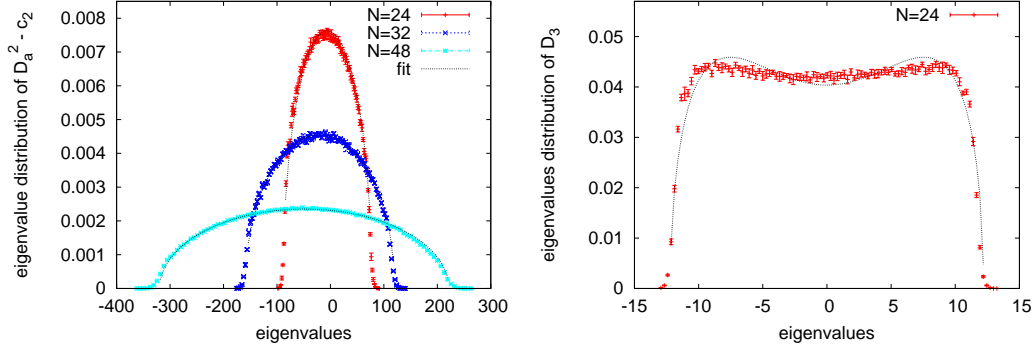 eigenvalue distribution of D_a^2 - c_2
0.008
0.007
0.006
0.005
0.004
0.003
0.002
0.001
0
-400 -300 -200 -100 0 100 200 300
eigenvalues
N=24
N=32
N=48
fit
eigenvalues distribution of D_3
0.05
0.04
0.03
0.02
0.01
0
-15 -10 -5 0 5 10 15
eigenvalues
N=24